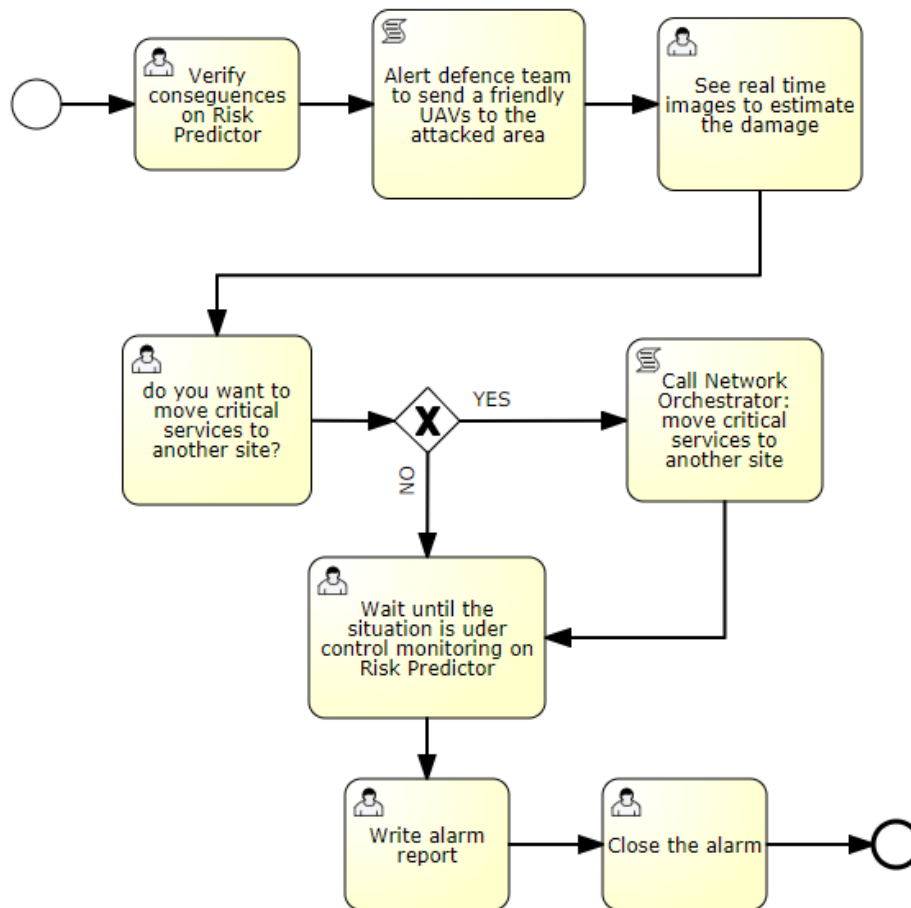 Verify
conseguences
on Risk
Predictor
Alert defence team
to send a friendly
UAVs to the
attacked area
See real time
images to estimate
the damage
do you want to
move critical
services to
another site?
YES
NO
Call Network
Orchestrator:
move critical
services to
another site
Wait until the
situation is uder
control monitoring on
Risk Predictor
Write alarm
report
Close the alarm